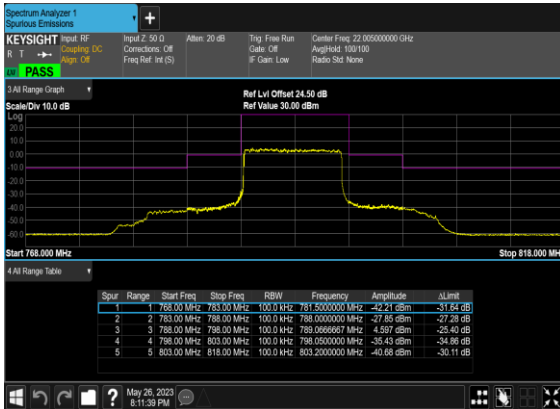 Spectrum Analyzer 1
Spurious Emissions
+
KEYSIGHT Input: RF Input Z: 50 Ω Atten: 20 dB Trig: Free Run Center Freq: 22.005000000 GHz
R T Coupling: DC Corrections: Off Gate: Off Avg|Hold: 100/100
Align: Off Freq Ref: Int (S) IF Gain: Low Radio Std: None
PASS
3 All Range Graph
Ref Lvl Offset 24.50 dB
Scale/Div 10.0 dB Ref Value 30.00 dBm
Log
20.0
10.0
0.00
-10.0
-20.0
-30.0
-40.0
-50.0
-60.0
Start 768.000 MHz Stop 818.000 MHz
4 All Range Table
Spur Range Start Freq Stop Freq RBW Frequency Amplitude ΔLimit
1 1 768.00 MHz 783.00 MHz 100.0 kHz 781.5000000 MHz -42.21 dBm -31.64 dB
2 2 783.00 MHz 788.00 MHz 100.0 kHz 788.0000000 MHz -27.85 dBm -27.28 dB
3 3 788.00 MHz 798.00 MHz 100.0 kHz 789.0666667 MHz 4.597 dBm -25.40 dB
4 4 798.00 MHz 803.00 MHz 100.0 kHz 798.0500000 MHz -35.43 dBm -34.86 dB
5 5 803.00 MHz 818.00 MHz 100.0 kHz 803.2000000 MHz -40.68 dBm -30.11 dB
?
May 26, 2023
8:11:39 PM